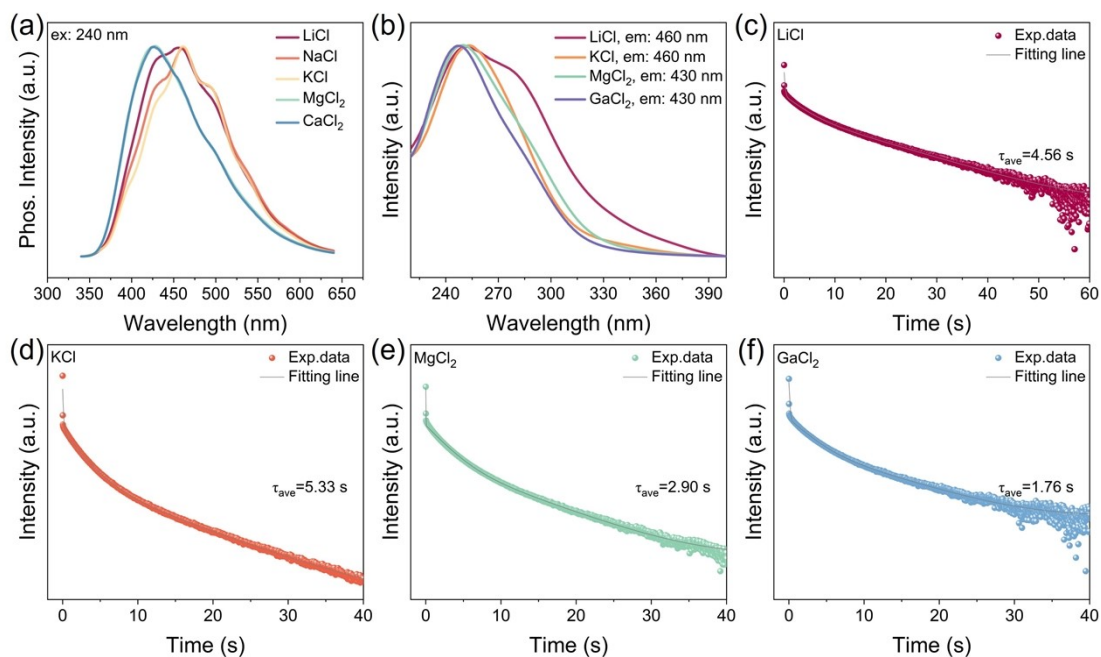 (a)
ex: 240 nm
LiCl
NaCl
KCl
MgCl₂
CaCl₂
Phos. Intensity (a.u.)
300 350 400 450 500 550 600 650
Wavelength (nm)
(b)
LiCl, em: 460 nm
KCl, em: 460 nm
MgCl₂, em: 430 nm
GaCl₂, em: 430 nm
Intensity (a.u.)
240 270 300 330 360 390
Wavelength (nm)
(c)
LiCl
Exp.data
Fitting line
τave=4.56 s
Intensity (a.u.)
0 10 20 30 40 50 60
Time (s)
(d)
KCl
Exp.data
Fitting line
τave=5.33 s
Intensity (a.u.)
0 10 20 30 40
Time (s)
(e)
MgCl₂
Exp.data
Fitting line
τave=2.90 s
Intensity (a.u.)
0 10 20 30 40
Time (s)
(f)
GaCl₂
Exp.data
Fitting line
τave=1.76 s
Intensity (a.u.)
0 10 20 30 40
Time (s)